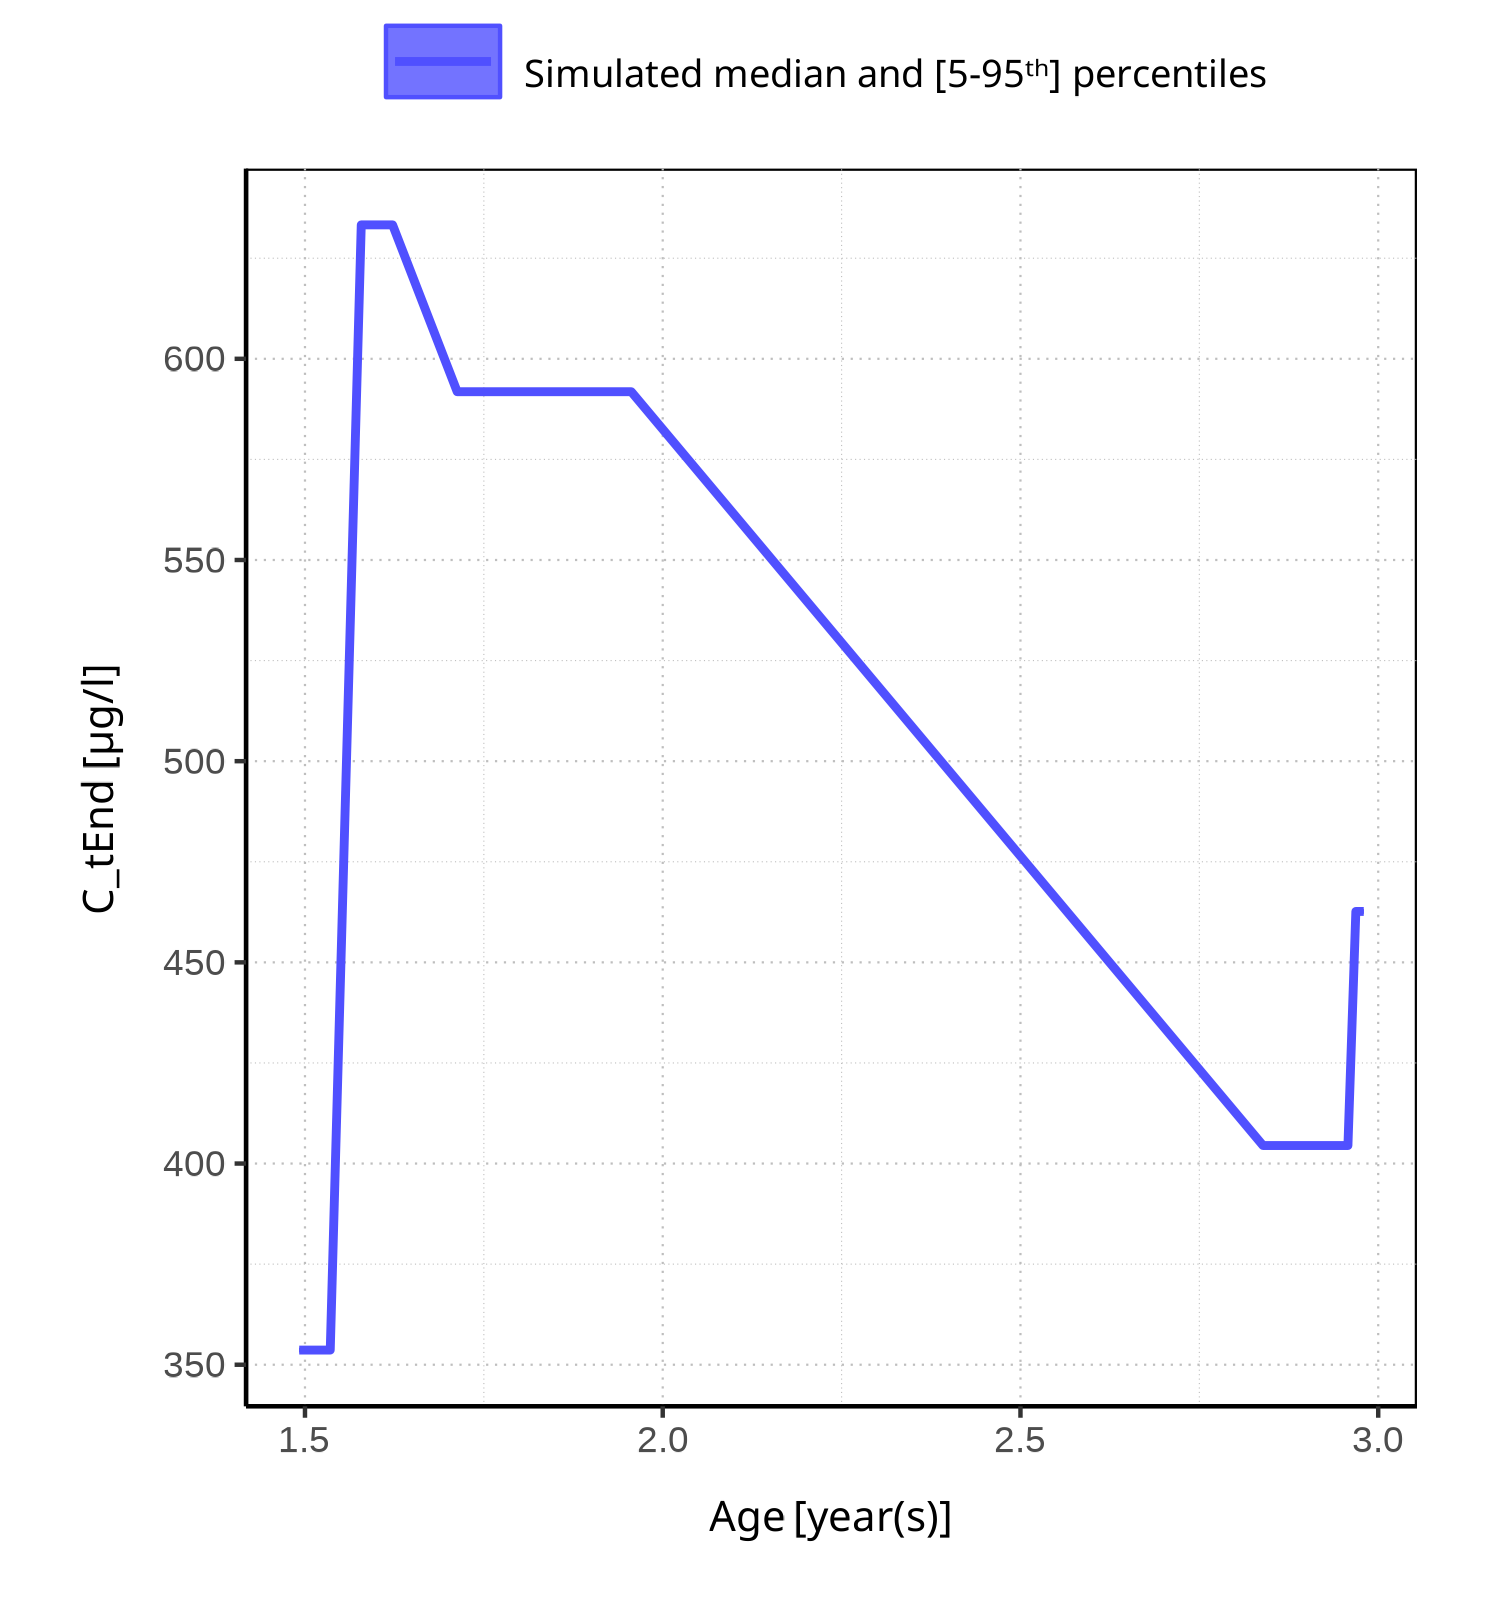 Simulated median and [5-95ᵗʰ] percentiles
600
550
500
450
400
350
C_tEnd [µg/l]
1.5 2.0 2.5 3.0
Age [year(s)]